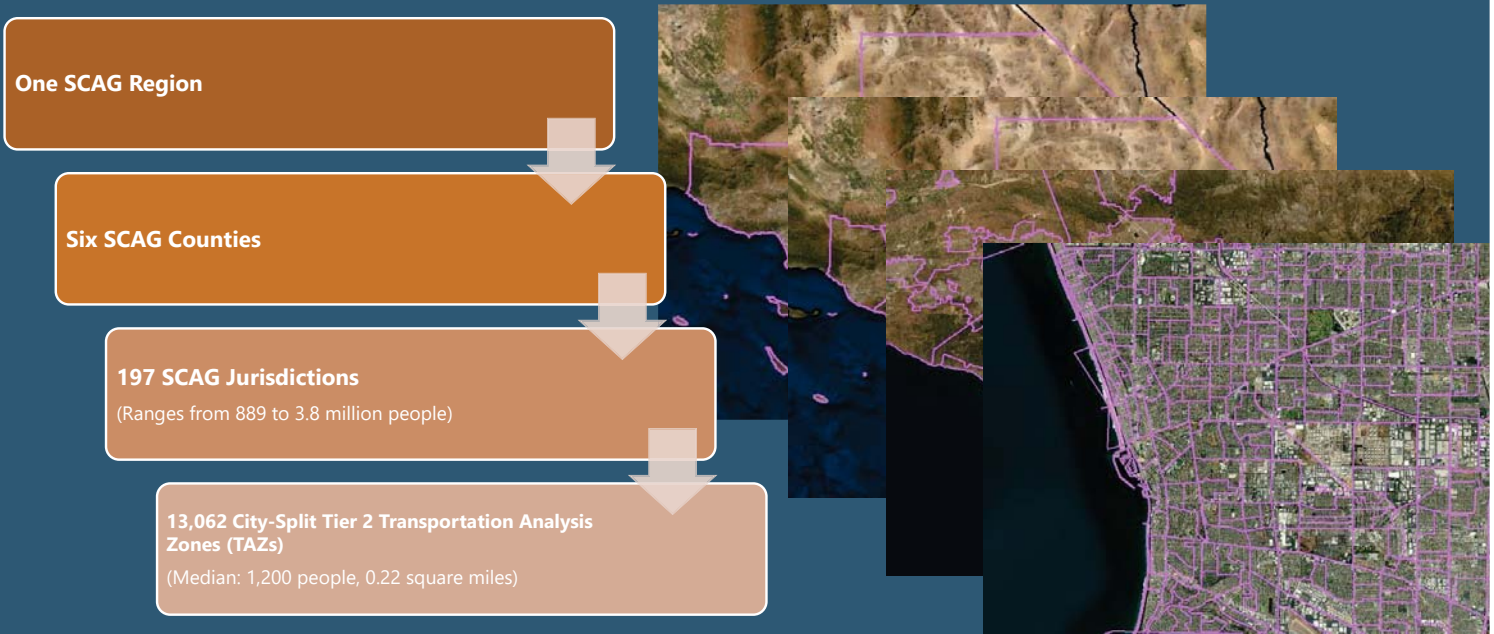 One SCAG Region
Six SCAG Counties
197 SCAG Jurisdictions
(Ranges from 889 to 3.8 million people)
13,062 City-Split Tier 2 Transportation Analysis
Zones (TAZs)
(Median: 1,200 people, 0.22 square miles)